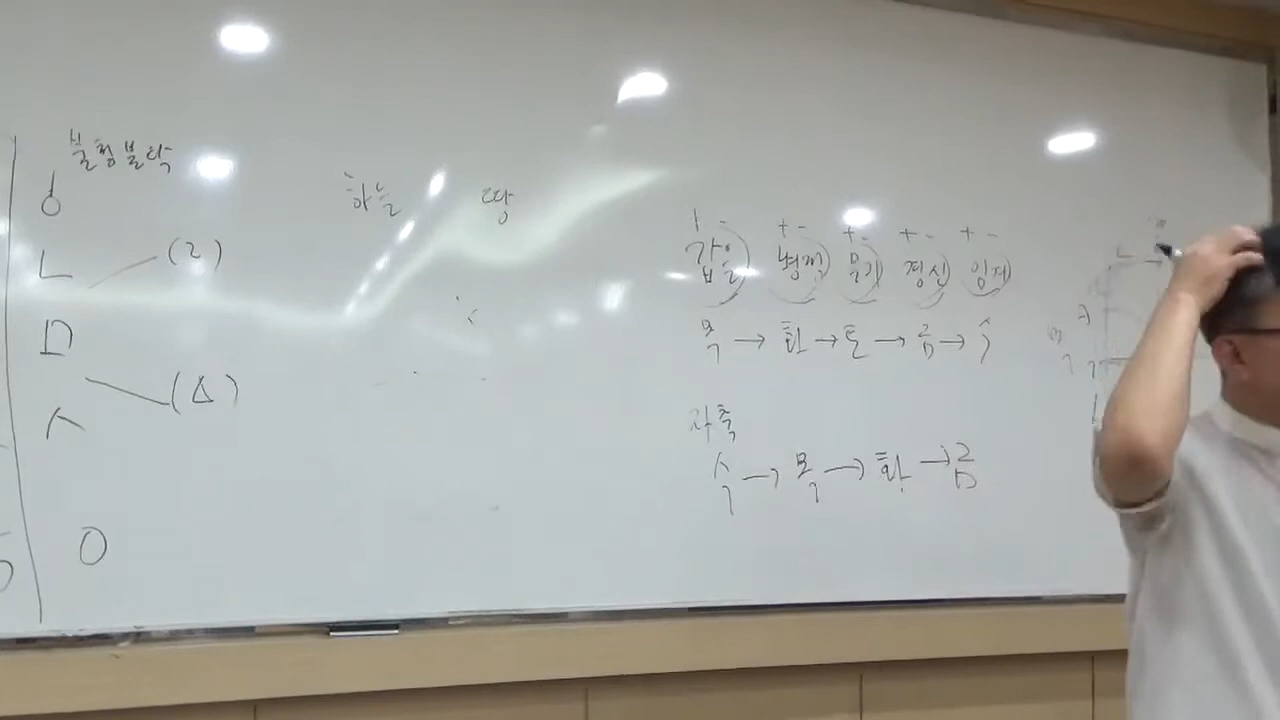 불청불탁
ㆁ
ㄴ (ㄹ)
ㅁ
(ㅿ)
ㅅ
ㅇ
하늘 땅
+ - + - + - + - + -
갑을 병정 무기 경신 임계
목 → 화 → 토 → 금 → 수
자축
수 → 목 → 화 → 금